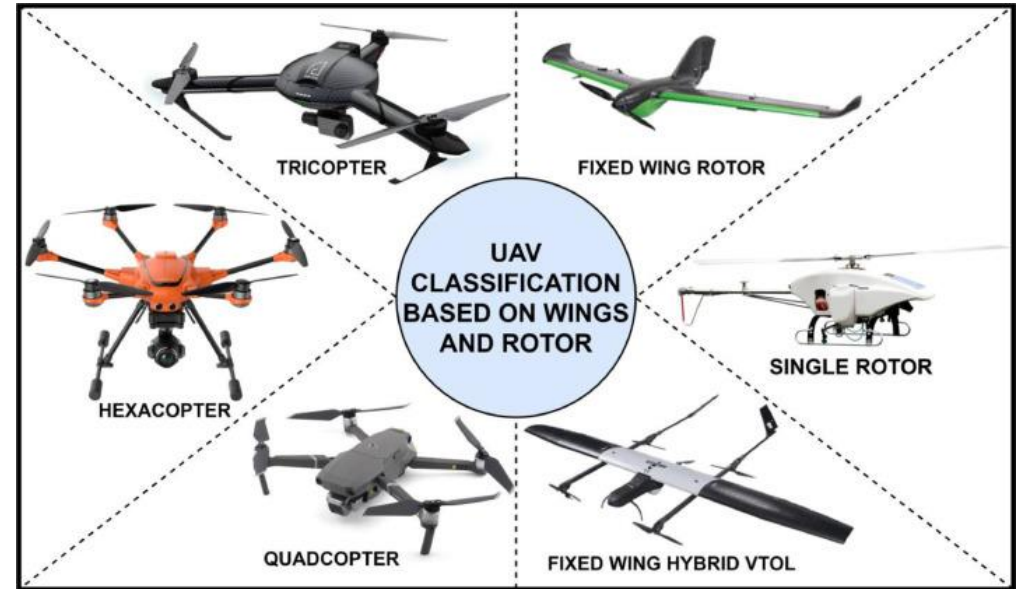 TRICOPTER
FIXED WING ROTOR
UAV
CLASSIFICATION
BASED ON WINGS
AND ROTOR
HEXACOPTER
SINGLE ROTOR
QUADCOPTER
FIXED WING HYBRID VTOL